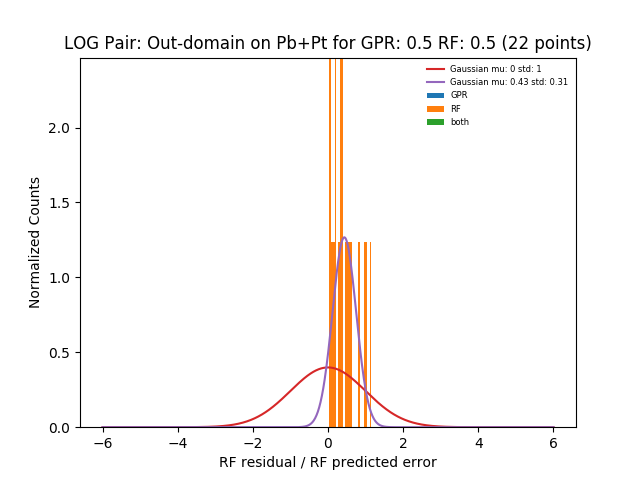 LOG Pair: Out-domain on Pb+Pt for GPR: 0.5 RF: 0.5 (22 points)
Gaussian mu: 0 std: 1
Gaussian mu: 0.43 std: 0.31
GPR
RF
both
Normalized Counts
2.0
1.5
1.0
0.5
0.0
−6 −4 −2 0 2 4 6
RF residual / RF predicted error